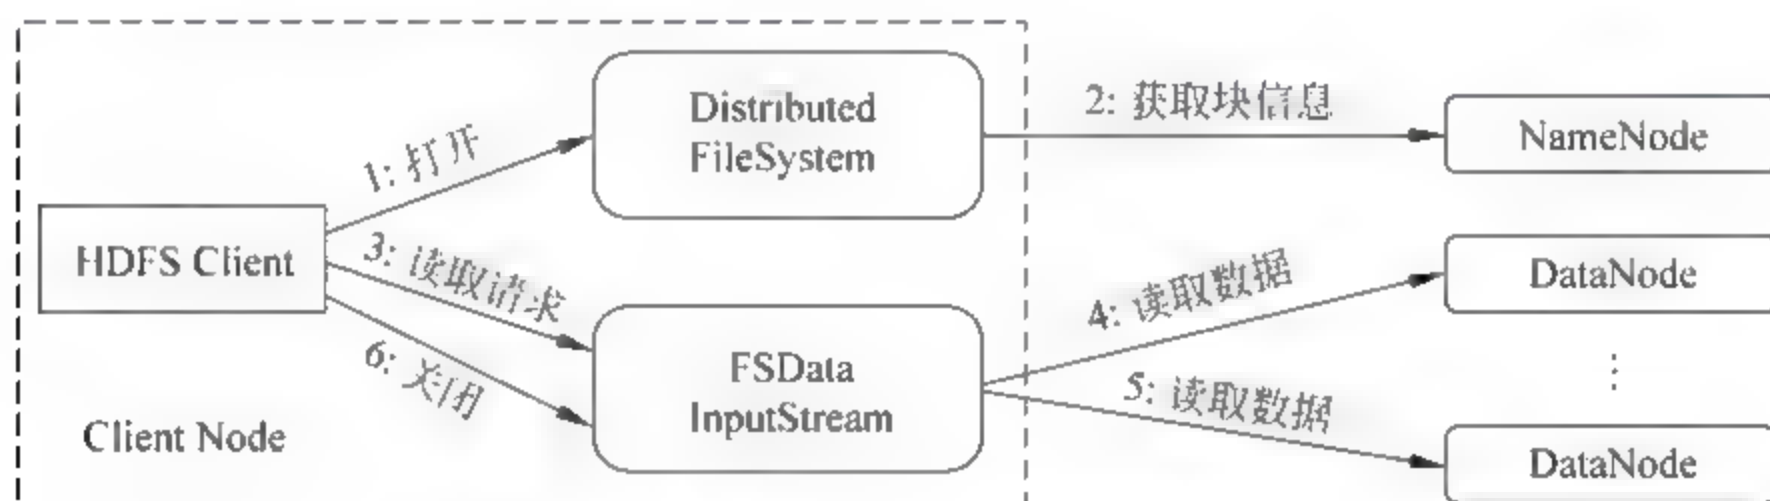 Distributed
FileSystem
2: 获取块信息
NameNode
1: 打开
HDFS Client
3: 读取请求
6: 关闭
FSData
InputStream
4: 读取数据
DataNode
⋮
5: 读取数据
DataNode
Client Node